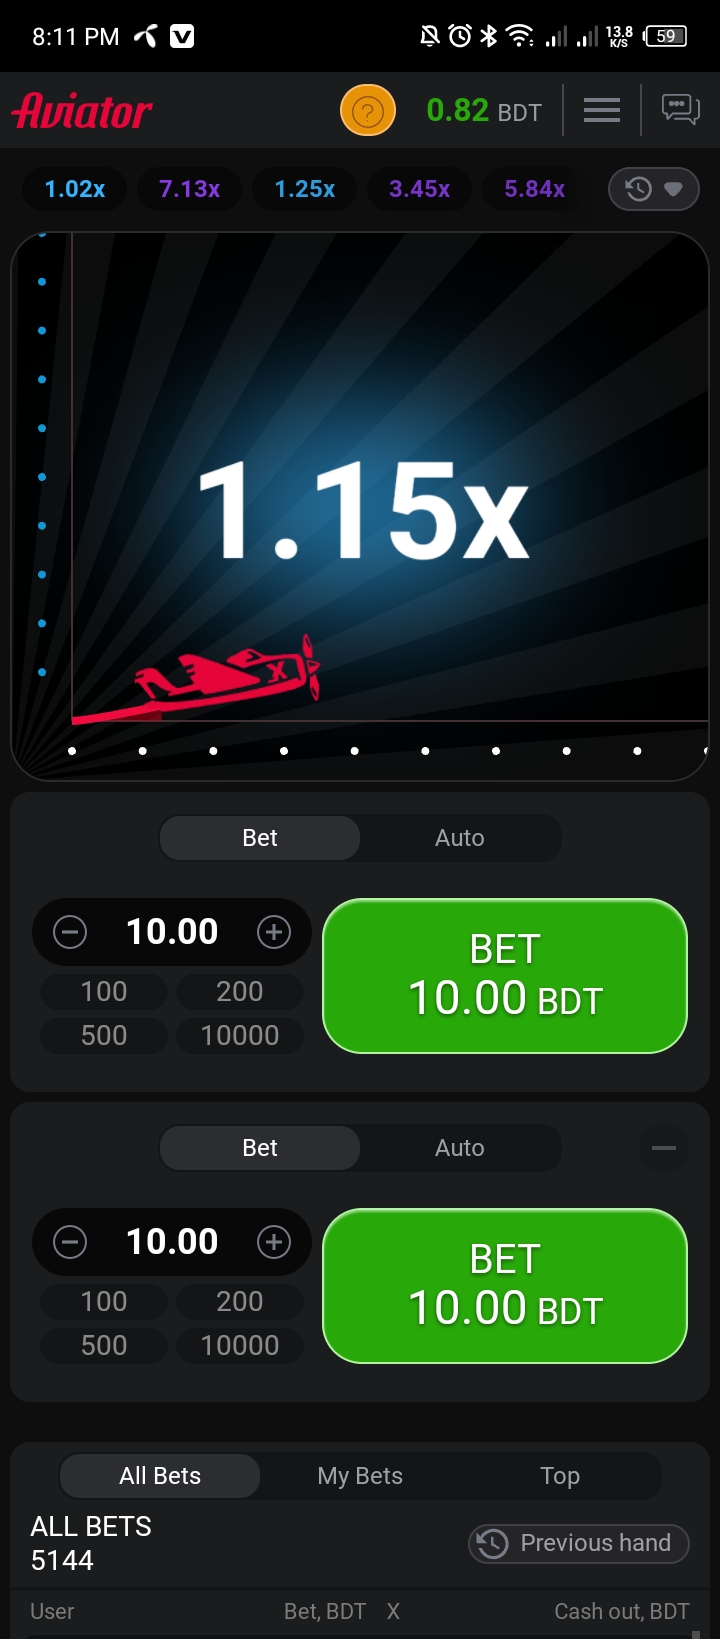 8:11 PM 13.8 K/S 59
Aviator ? 0.82 BDT
1.02x 7.13x 1.25x 3.45x 5.84x
1.15x
X
Bet Auto
10.00
100 200
500 10000
BET
10.00 BDT
Bet Auto
10.00
100 200
500 10000
BET
10.00 BDT
All Bets My Bets Top
ALL BETS
5144
Previous hand
User Bet, BDT X Cash out, BDT